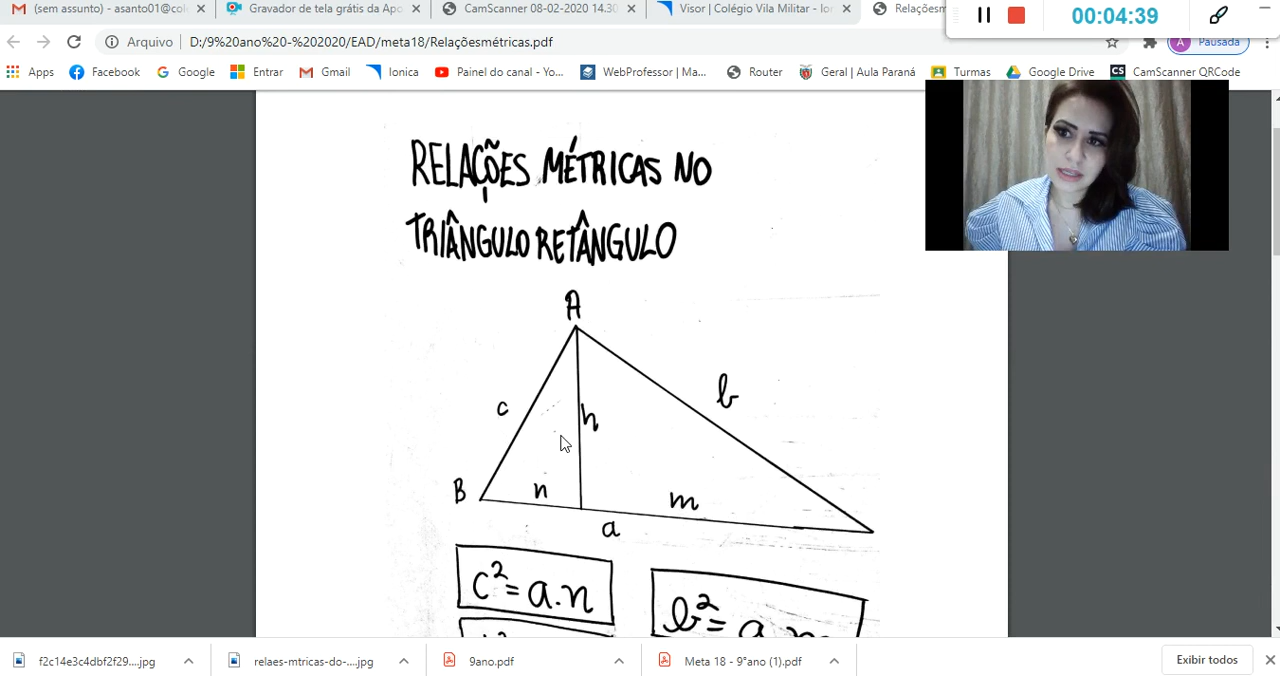 (sem assunto) - asanto01@col
Gravador de tela grátis da Apo
CamScanner 08-02-2020 14.30
Visor | Colégio Vila Militar - Ion
Relaçõesm
00:04:39
Arquivo | D:/9%20ano%20-%202020/EAD/meta18/Relaçõesmétricas.pdf
A Pausada
Apps Facebook Google Entrar Gmail Ionica Painel do canal - Yo... WebProfessor | Ma... Router Geral | Aula Paraná Turmas Google Drive CS CamScanner QRCode
RELAÇÕES MÉTRICAS NO
TRIÂNGULO RETÂNGULO
A
b
c
h
B n m
a
c²=a.n
b²=a.m
f2c14e3c4dbf2f29....jpg relaes-mtricas-do-....jpg 9ano.pdf Meta 18 - 9°ano (1).pdf Exibir todos